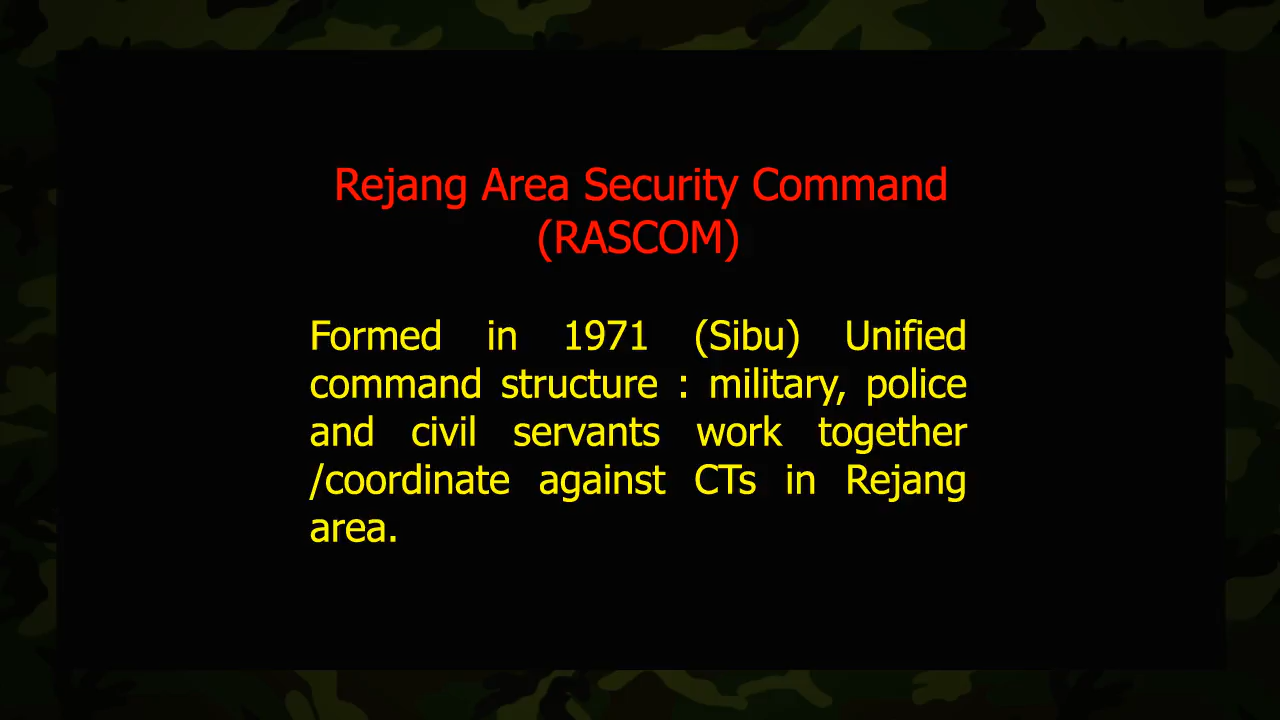 Rejang Area Security Command
(RASCOM)
Formed in 1971 (Sibu) Unified
command structure : military, police
and civil servants work together
/coordinate against CTs in Rejang
area.